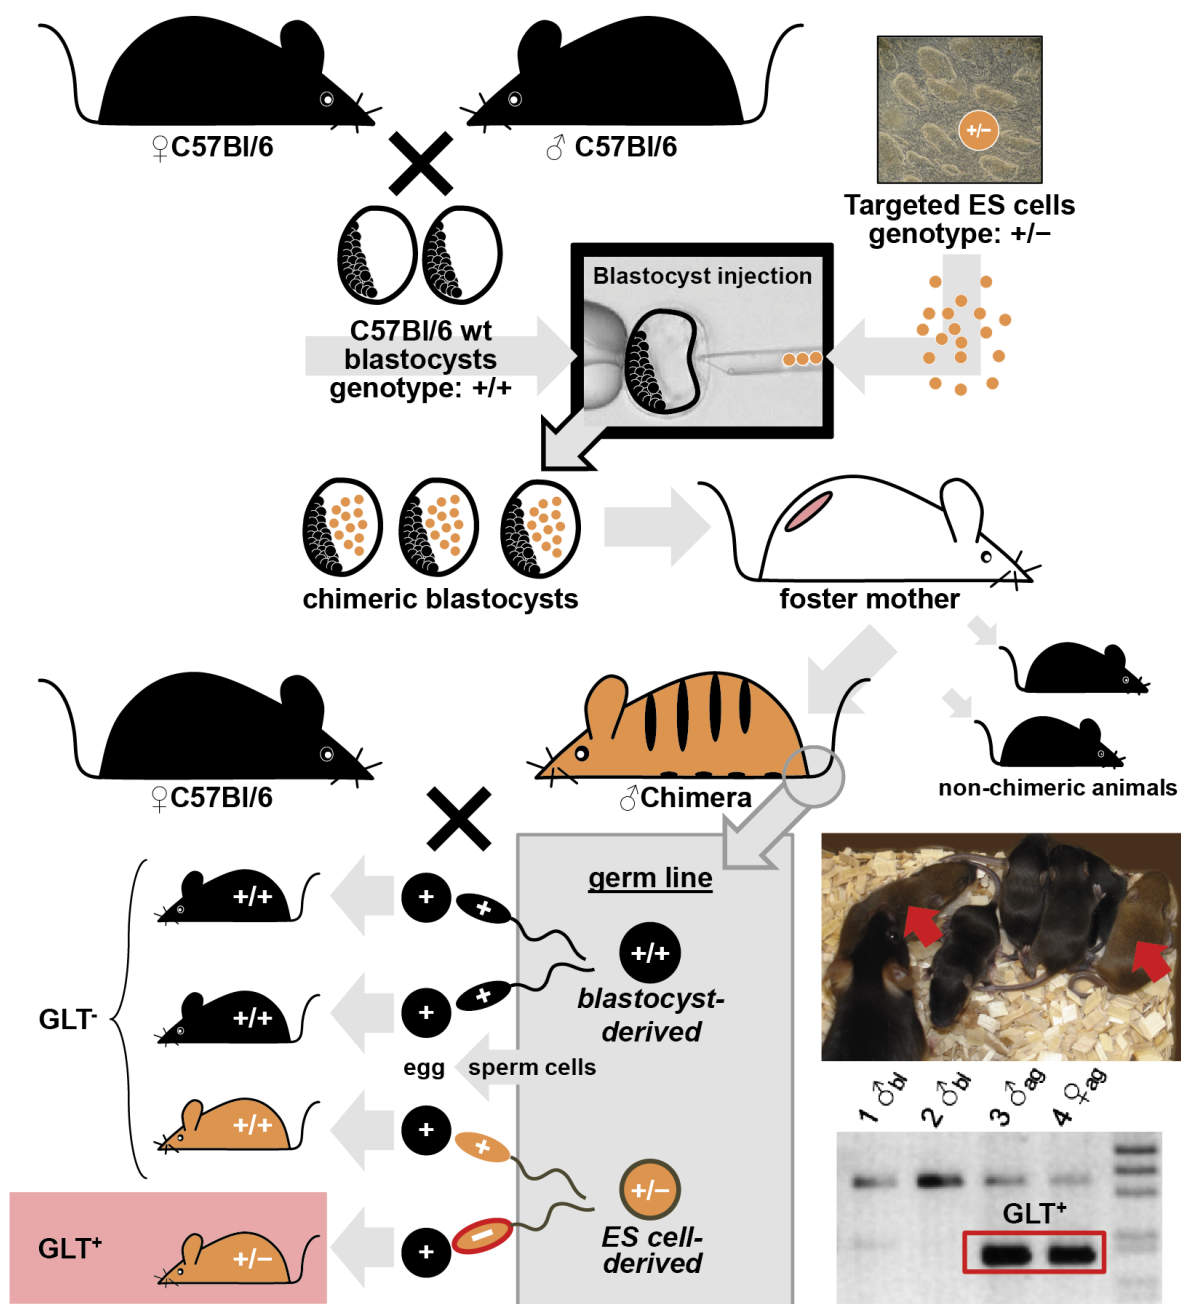 ♀C57Bl/6
♂ C57Bl/6
+/−
Targeted ES cells
genotype: +/−
Blastocyst injection
C57Bl/6 wt
blastocysts
genotype: +/+
chimeric blastocysts
foster mother
♀C57Bl/6
♂Chimera
non-chimeric animals
germ line
+/+
+
+
+/+
blastocyst-
derived
GLT-
+/+
+
+
egg
sperm cells
+/+
+
+
+/−
ES cell-
derived
GLT+
+/−
+
−
1 ♂bl
2 ♂bl
3 ♂ag
4 ♀ag
GLT+